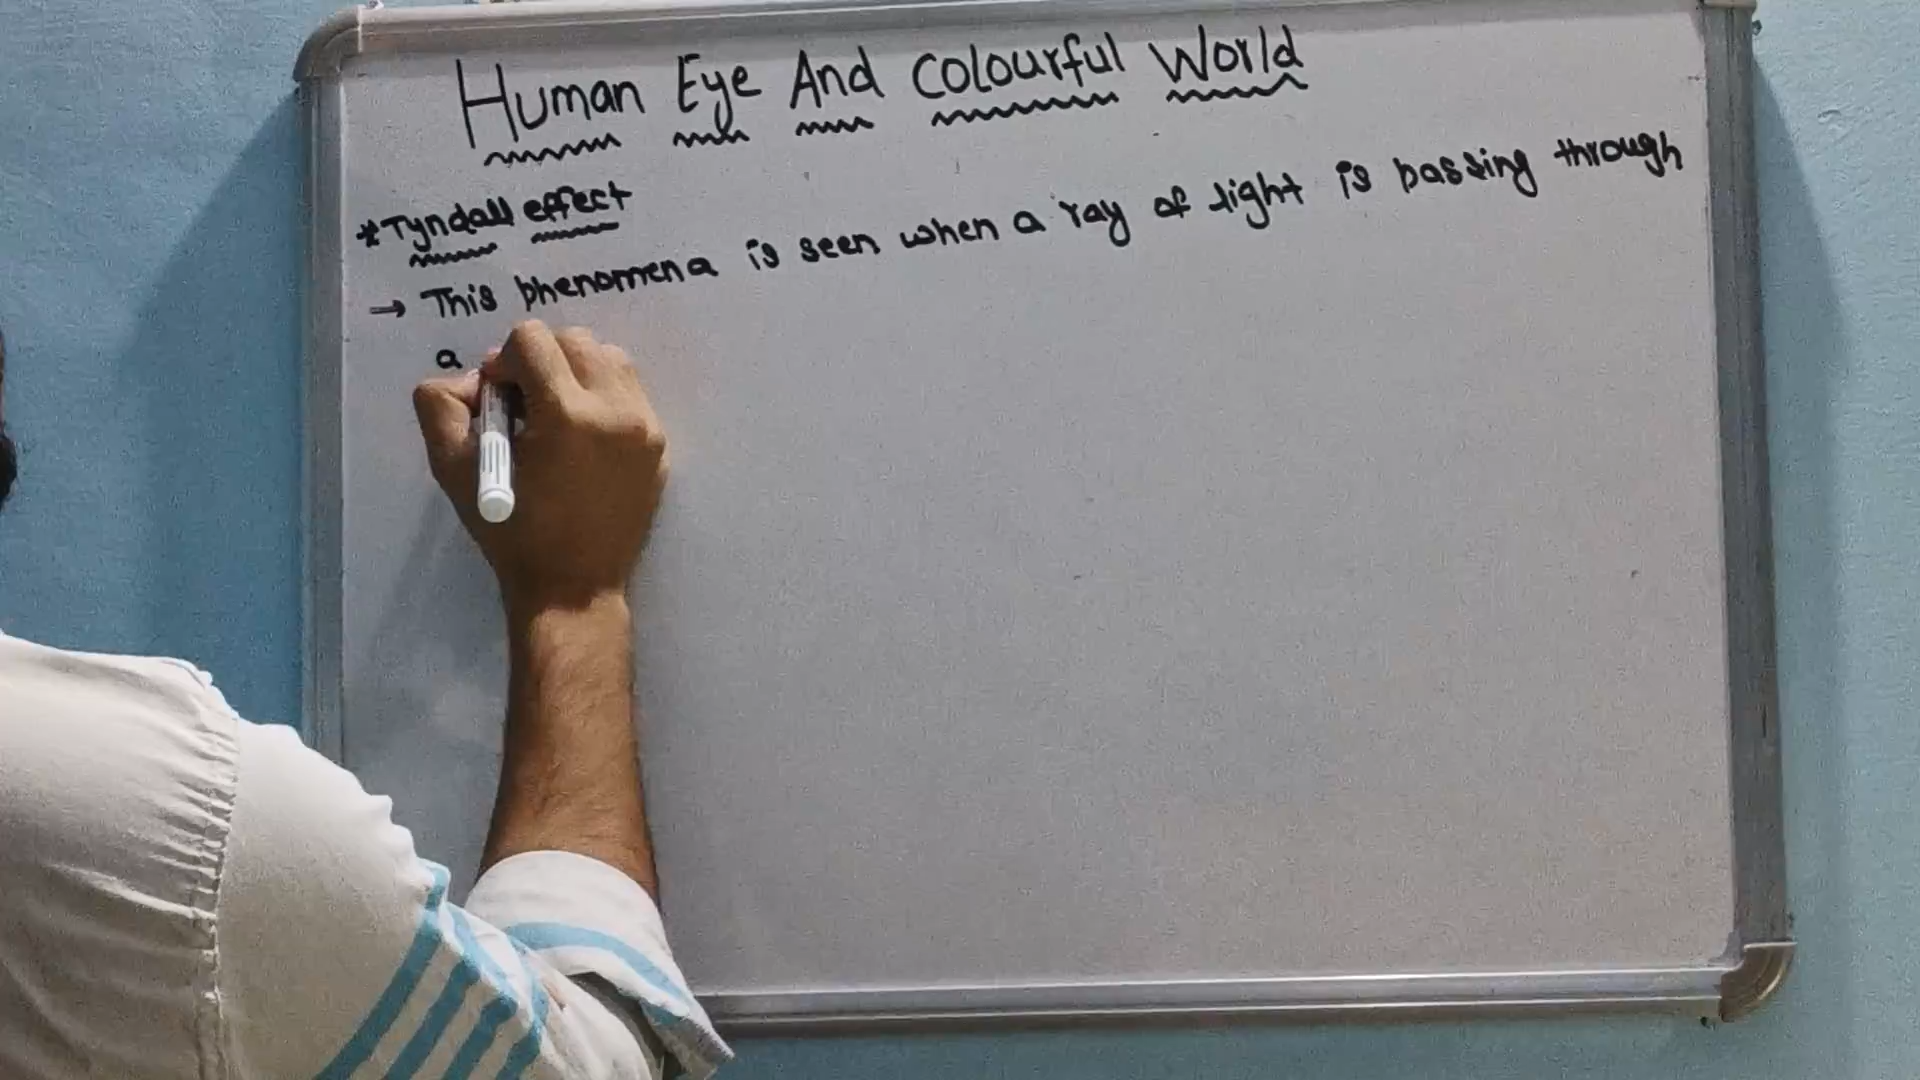 Human Eye And Colourful World
*Tyndall effect
→ This phenomena is seen when a ray of light is passing through
a